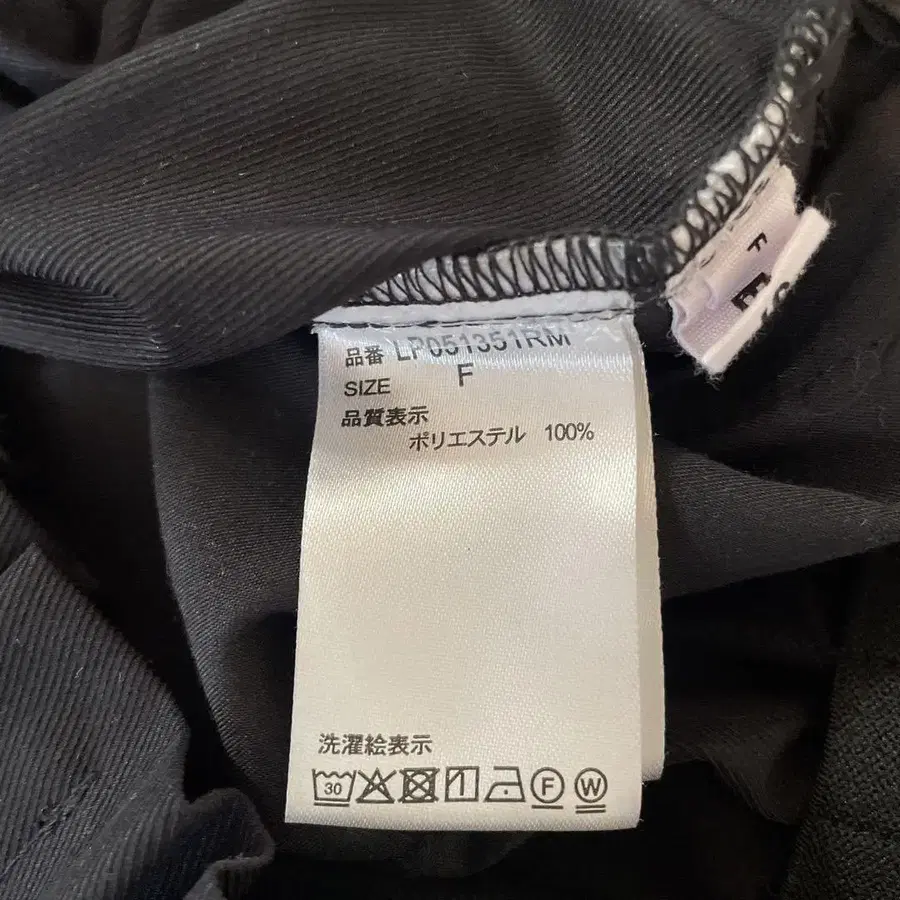 品番 LP051351RM
SIZE F
品質表示
ポリエステル 100%
洗濯絵表示
30 F W
F